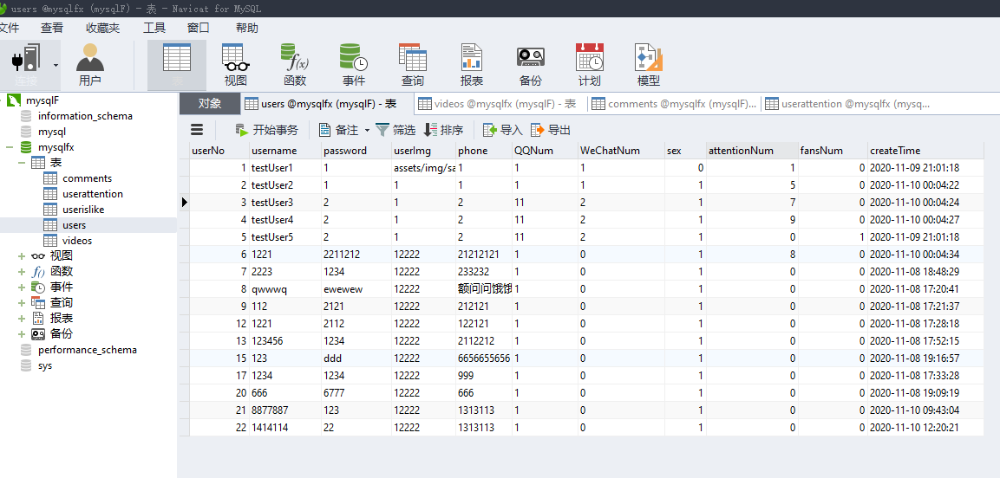 users @mysqlfx (mysqlF) - 表 - Navicat for MySQL
文件 查看 收藏夹 工具 窗口 帮助
连接 用户 表 视图 函数 事件 查询 报表 备份 计划 模型
mysqlF
information_schema
mysql
mysqlfx
表
comments
userattention
userislike
users
videos
视图
函数
事件
查询
报表
备份
performance_schema
sys
对象 users @mysqlfx (mysqlF) - 表 videos @mysqlfx (mysqlF) - 表 comments @mysqlfx (mysqlF)... userattention @mysqlfx (mysq...
开始事务 备注 筛选 排序 导入 导出
userNo username password userImg phone QQNum WeChatNum sex attentionNum fansNum createTime
1 testUser1 1 assets/img/sa 1 1 1 0 1 0 2020-11-09 21:01:18
2 testUser2 1 1 1 1 1 1 5 0 2020-11-10 00:04:22
3 testUser3 2 1 2 11 2 1 7 0 2020-11-10 00:04:24
4 testUser4 2 1 2 11 2 1 9 0 2020-11-10 00:04:27
5 testUser5 2 1 2 11 2 1 0 1 2020-11-09 21:01:18
6 1221 2211212 12222 21212121 1 0 1 8 0 2020-11-10 00:04:34
7 2223 1234 12222 233232 1 0 1 0 0 2020-11-08 18:48:29
8 qwwwq ewewew 12222 额问问饿饿 1 0 1 0 0 2020-11-08 17:20:41
9 112 2121 12222 212121 1 0 1 0 0 2020-11-08 17:21:37
12 1221 2112 12222 122121 1 0 1 0 0 2020-11-08 17:28:18
13 123456 1234 12222 2112212 1 0 1 0 0 2020-11-08 17:52:15
15 123 ddd 12222 6656655656 1 0 1 0 0 2020-11-08 19:16:57
17 1234 1234 12222 999 1 0 1 0 0 2020-11-08 17:33:28
20 666 6777 12222 666 1 0 1 0 0 2020-11-08 19:09:19
21 8877887 123 12222 1313113 1 0 1 0 0 2020-11-10 09:43:04
22 1414114 22 12222 1313113 1 0 1 0 0 2020-11-10 12:20:21